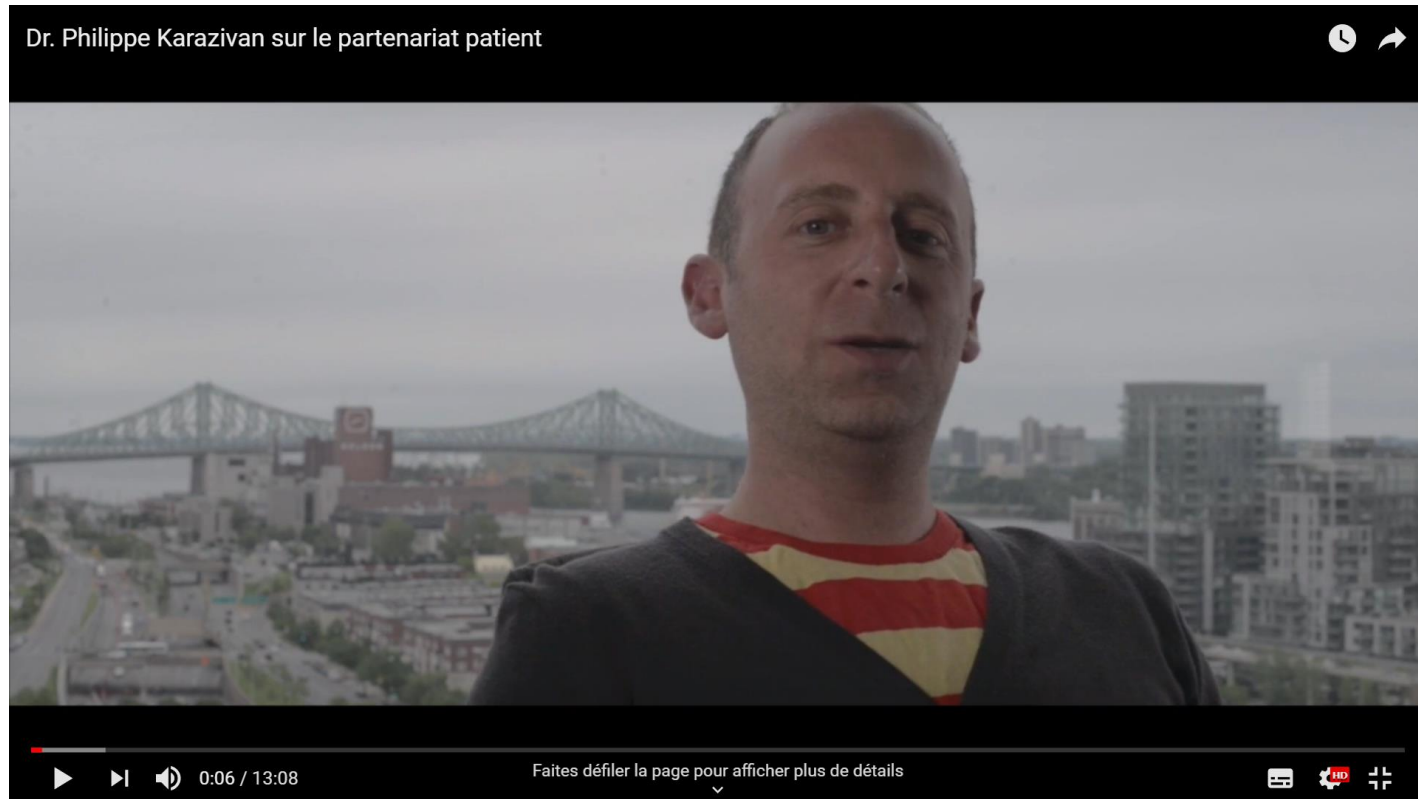 Dr. Philippe Karazivan sur le partenariat patient
0:06 / 13:08
Faites défiler la page pour afficher plus de détails
HD